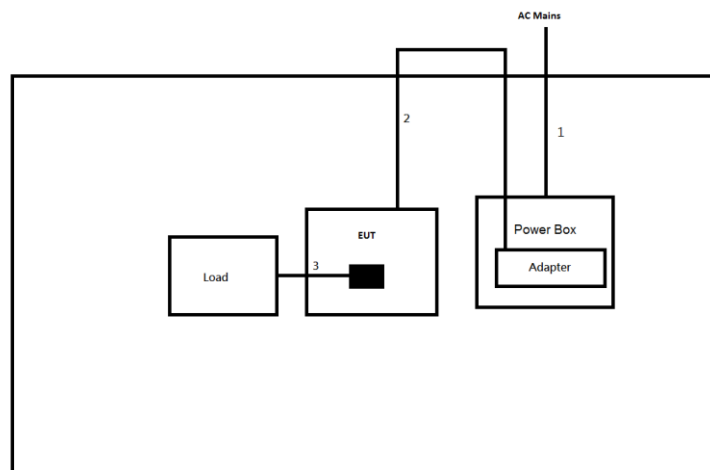 AC Mains
2
1
EUT
Power Box
Adapter
3
Load